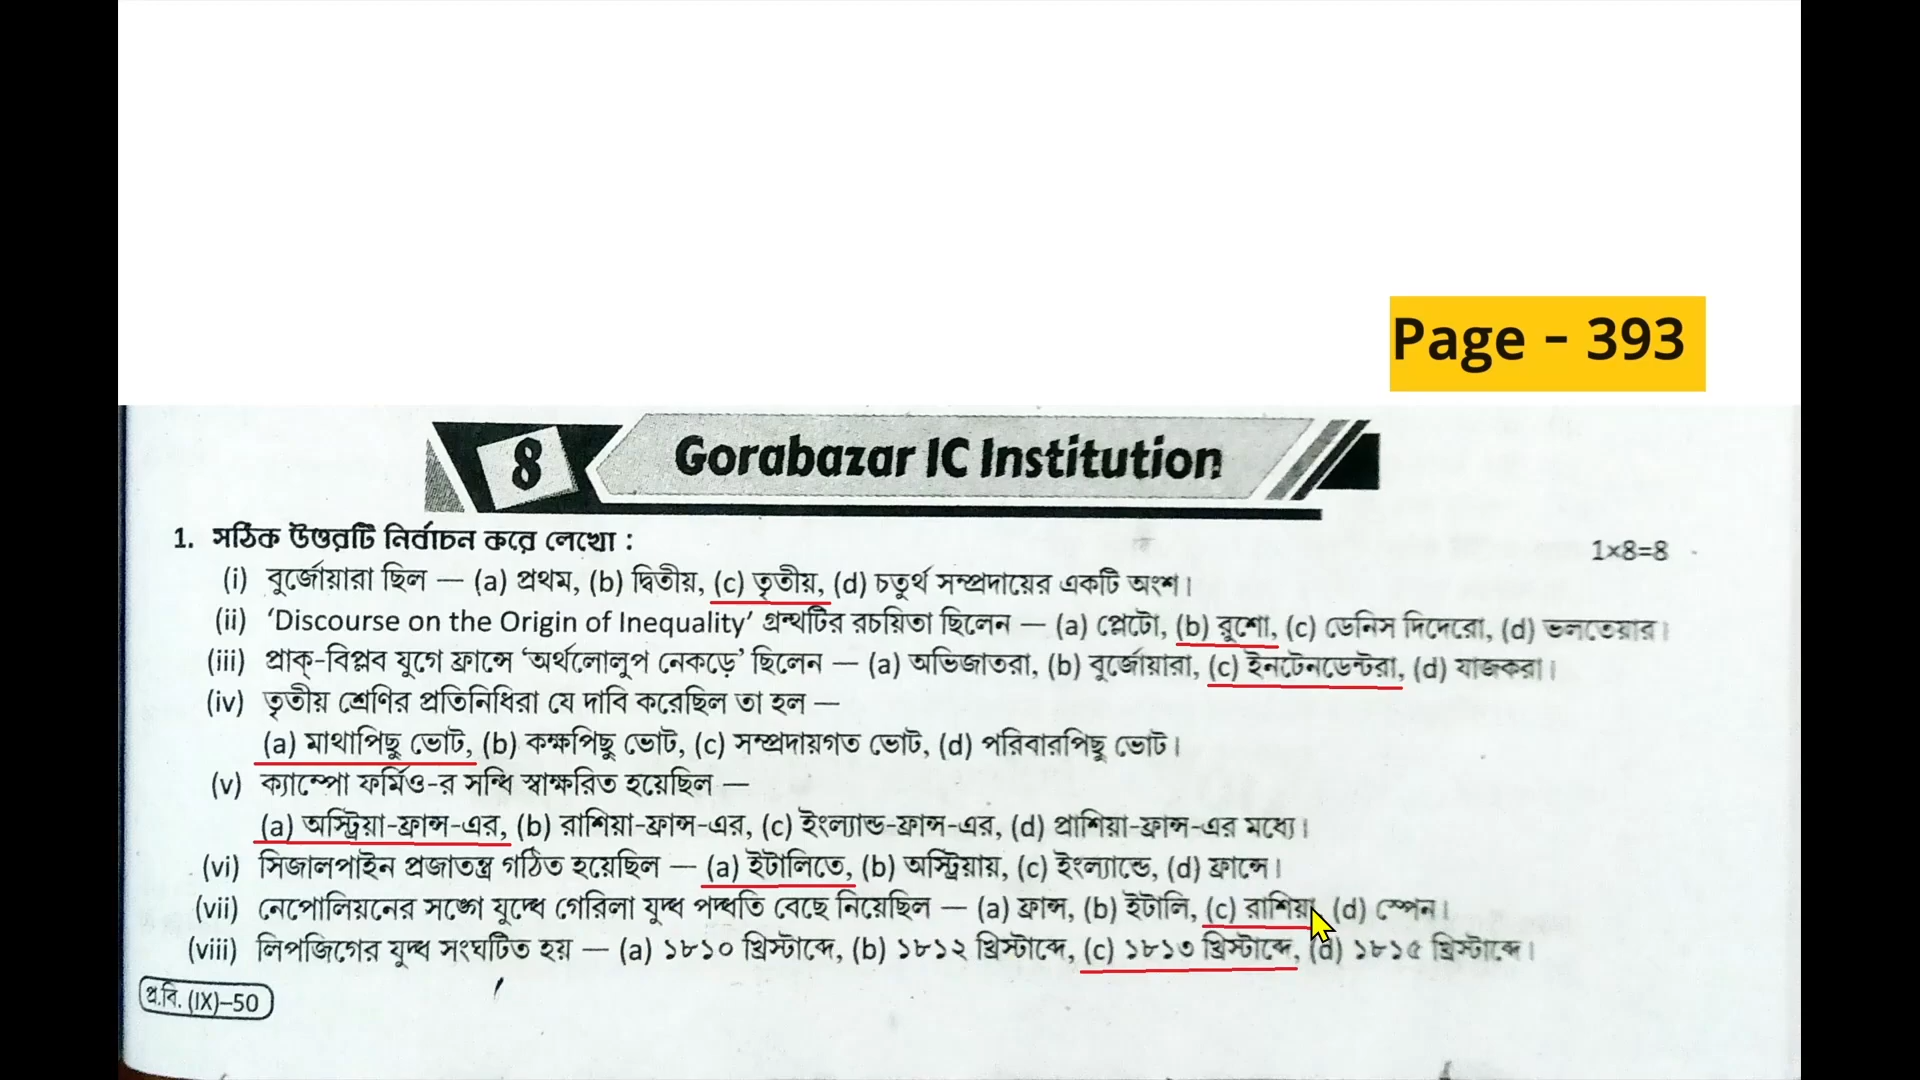 Page - 393
8 Gorabazar IC Institution
1. সঠিক উত্তরটি নির্বাচন করে লেখো : 1×8=8
(i) বুর্জোয়ারা ছিল — (a) প্রথম, (b) দ্বিতীয়, (c) তৃতীয়, (d) চতুর্থ সম্প্রদায়ের একটি অংশ।
(ii) ‘Discourse on the Origin of Inequality’ গ্রন্থটির রচয়িতা ছিলেন — (a) প্লেটো, (b) রুশো, (c) ডেনিস দিদেরো, (d) ভলতেয়ার।
(iii) প্রাক্-বিপ্লব যুগে ফ্রান্সে ‘অর্থলোলুপ নেকড়ে’ ছিলেন — (a) অভিজাতরা, (b) বুর্জোয়ারা, (c) ইনটেনডেন্টরা, (d) যাজকরা।
(iv) তৃতীয় শ্রেণির প্রতিনিধিরা যে দাবি করেছিল তা হল —
(a) মাথাপিছু ভোট, (b) কক্ষপিছু ভোট, (c) সম্প্রদায়গত ভোট, (d) পরিবারপিছু ভোট।
(v) ক্যাম্পো ফর্মিও-র সন্ধি স্বাক্ষরিত হয়েছিল —
(a) অস্ট্রিয়া-ফ্রান্স-এর, (b) রাশিয়া-ফ্রান্স-এর, (c) ইংল্যান্ড-ফ্রান্স-এর, (d) প্রাশিয়া-ফ্রান্স-এর মধ্যে।
(vi) সিজালপাইন প্রজাতন্ত্র গঠিত হয়েছিল — (a) ইটালিতে, (b) অস্ট্রিয়ায়, (c) ইংল্যান্ডে, (d) ফ্রান্সে।
(vii) নেপোলিয়নের সঙ্গে যুদ্ধে গেরিলা যুদ্ধ পদ্ধতি বেছে নিয়েছিল — (a) ফ্রান্স, (b) ইটালি, (c) রাশিয়া, (d) স্পেন।
(viii) লিপজিগের যুদ্ধ সংঘটিত হয় — (a) ১৮১০ খ্রিস্টাব্দে, (b) ১৮১২ খ্রিস্টাব্দে, (c) ১৮১৩ খ্রিস্টাব্দে, (d) ১৮১৫ খ্রিস্টাব্দে।
প্র.বি. (IX)–50